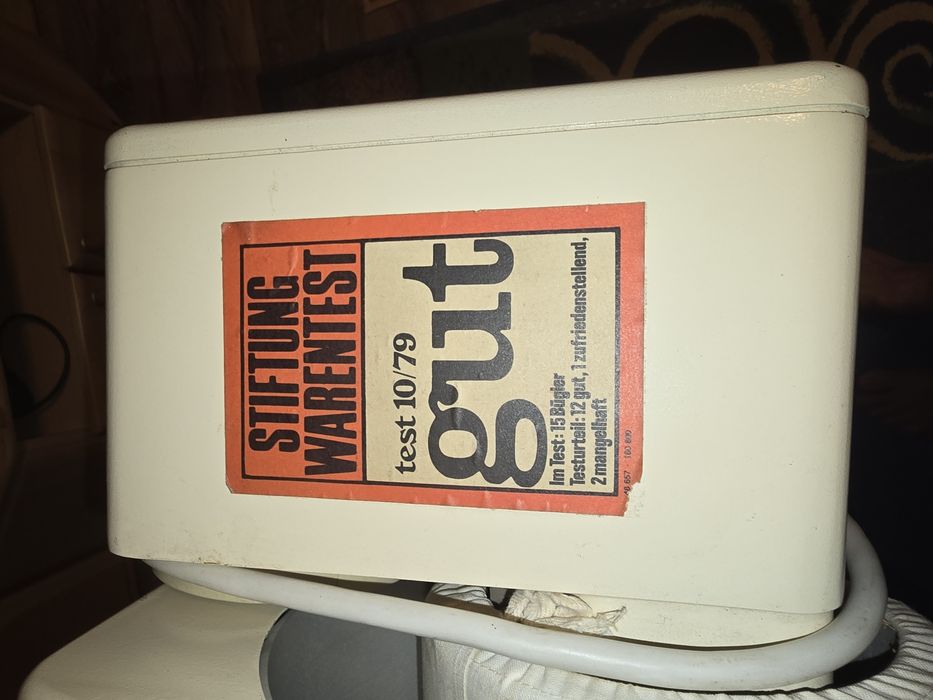 STIFTUNG
WARENTEST
test 10/79
gut
Im Test: 15 Bügler
Testurteil: 12 gut, 1 zufriedenstellend,
2 mangelhaft